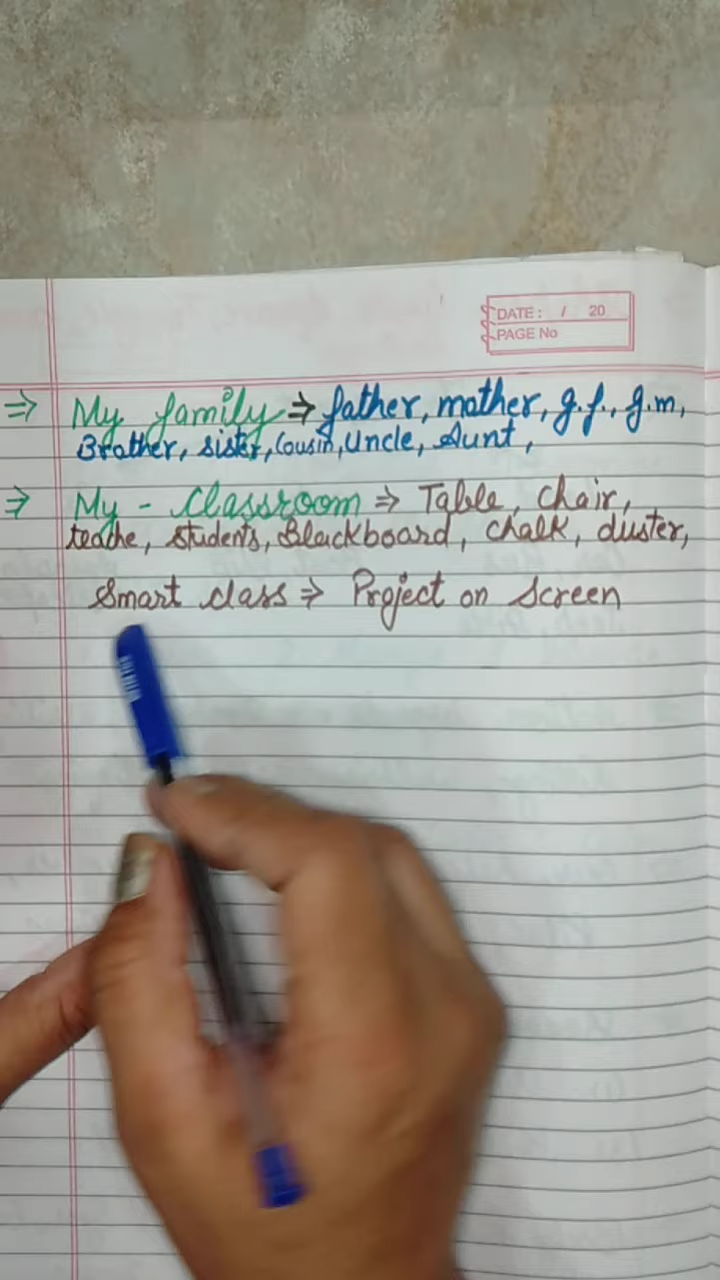 DATE: / 20
PAGE No
⇒ My family ⇒ father, mother, g.f., g.m,
Brother, sister, Cousin, Uncle, Aunt,
⇒ My - Classroom ⇒ Table, Chair,
teache, students, Blackboard, chalk, duster,
Smart class ⇒ Project on Screen